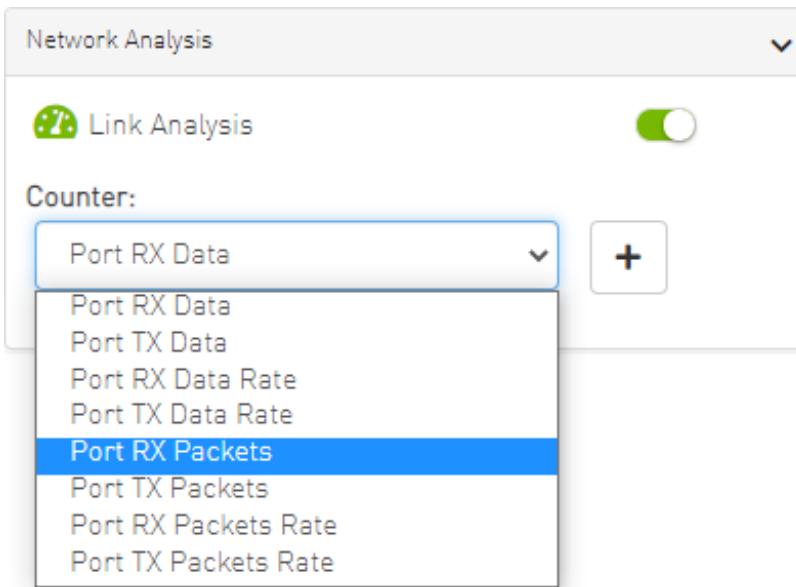 Network Analysis
Link Analysis
Counter:
Port RX Data
Port RX Data
Port TX Data
Port RX Data Rate
Port TX Data Rate
Port RX Packets
Port TX Packets
Port RX Packets Rate
Port TX Packets Rate